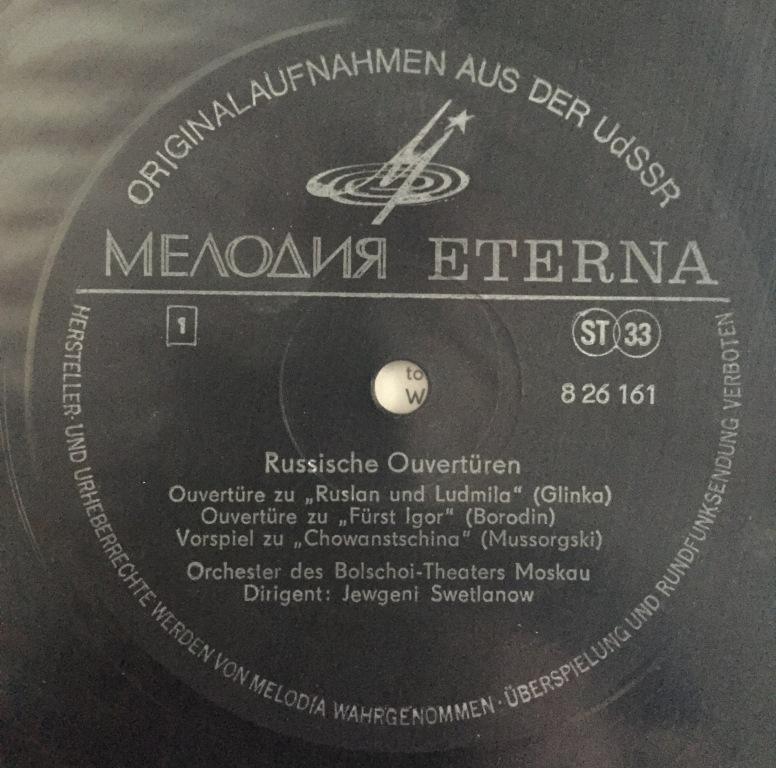 ORIGINALAUFNAHMEN AUS DER UdSSR
МЕЛОДИЯ ETERNA
1
ST 33
8 26 161
to
W
Russische Ouvertüren
Ouvertüre zu „Ruslan und Ludmila“ (Glinka)
Ouvertüre zu „Fürst Igor“ (Borodin)
Vorspiel zu „Chowanstschina“ (Mussorgski)
Orchester des Bolschoi-Theaters Moskau
Dirigent: Jewgeni Swetlanow
HERSTELLER- UND URHEBERRECHTE WERDEN VON MELODIA WAHRGENOMMEN · ÜBERSPIELUNG UND RUNDFUNKSENDUNG VERBOTEN